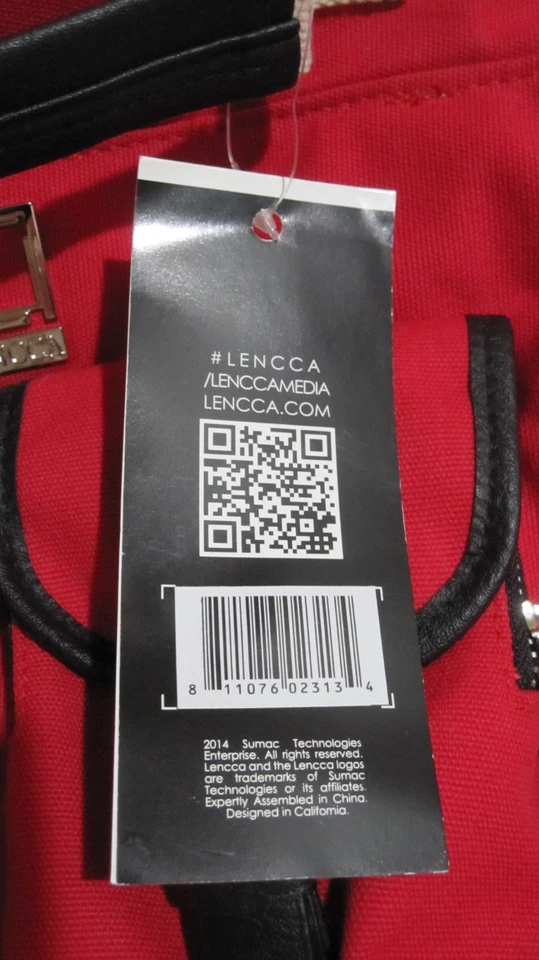 #LENCCA
/LENCCAMEDIA
LENCCA.COM
8 11076 02313 4
2014 Sumac Technologies
Enterprise. All rights reserved.
Lencca and the Lencca logos
are trademarks of Sumac
Technologies or its affiliates.
Expertly Assembled in China.
Designed in California.